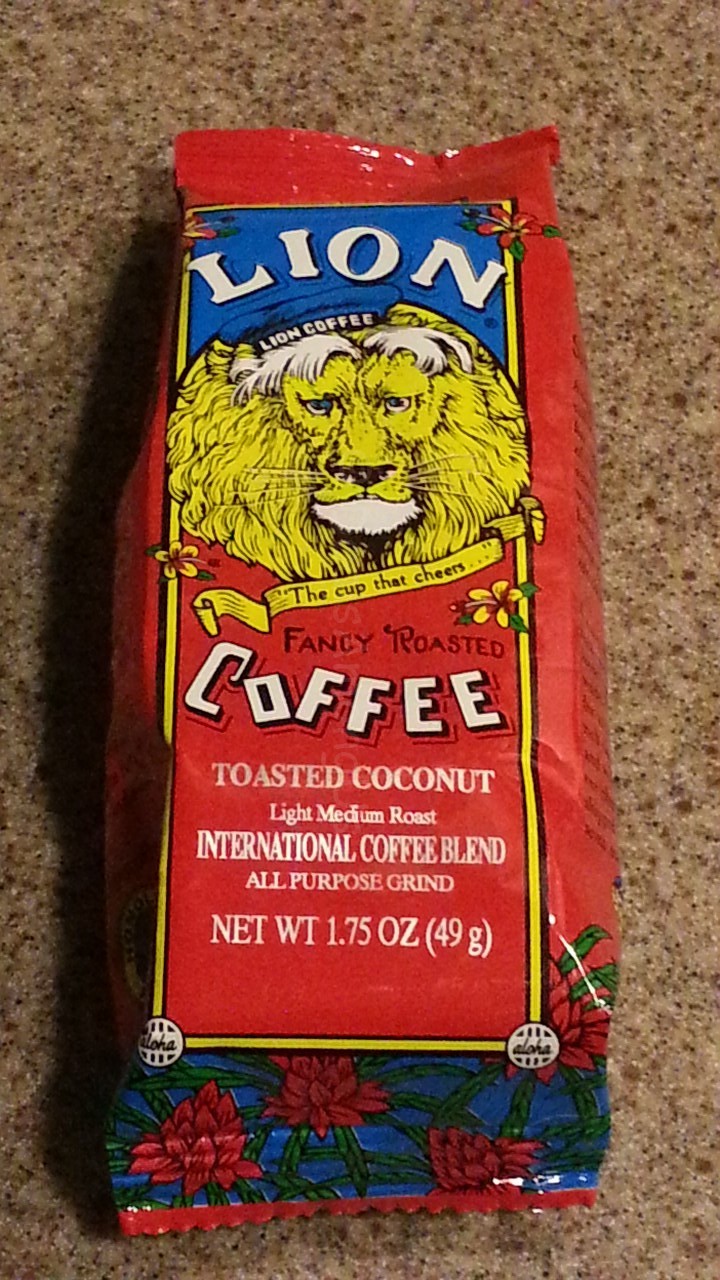 LION
LION COFFEE
"The cup that cheers...
FANCY ROASTED
COFFEE
TOASTED COCONUT
Light Medium Roast
INTERNATIONAL COFFEE BLEND
ALL PURPOSE GRIND
NET WT 1.75 OZ (49 g)
aloha aloha